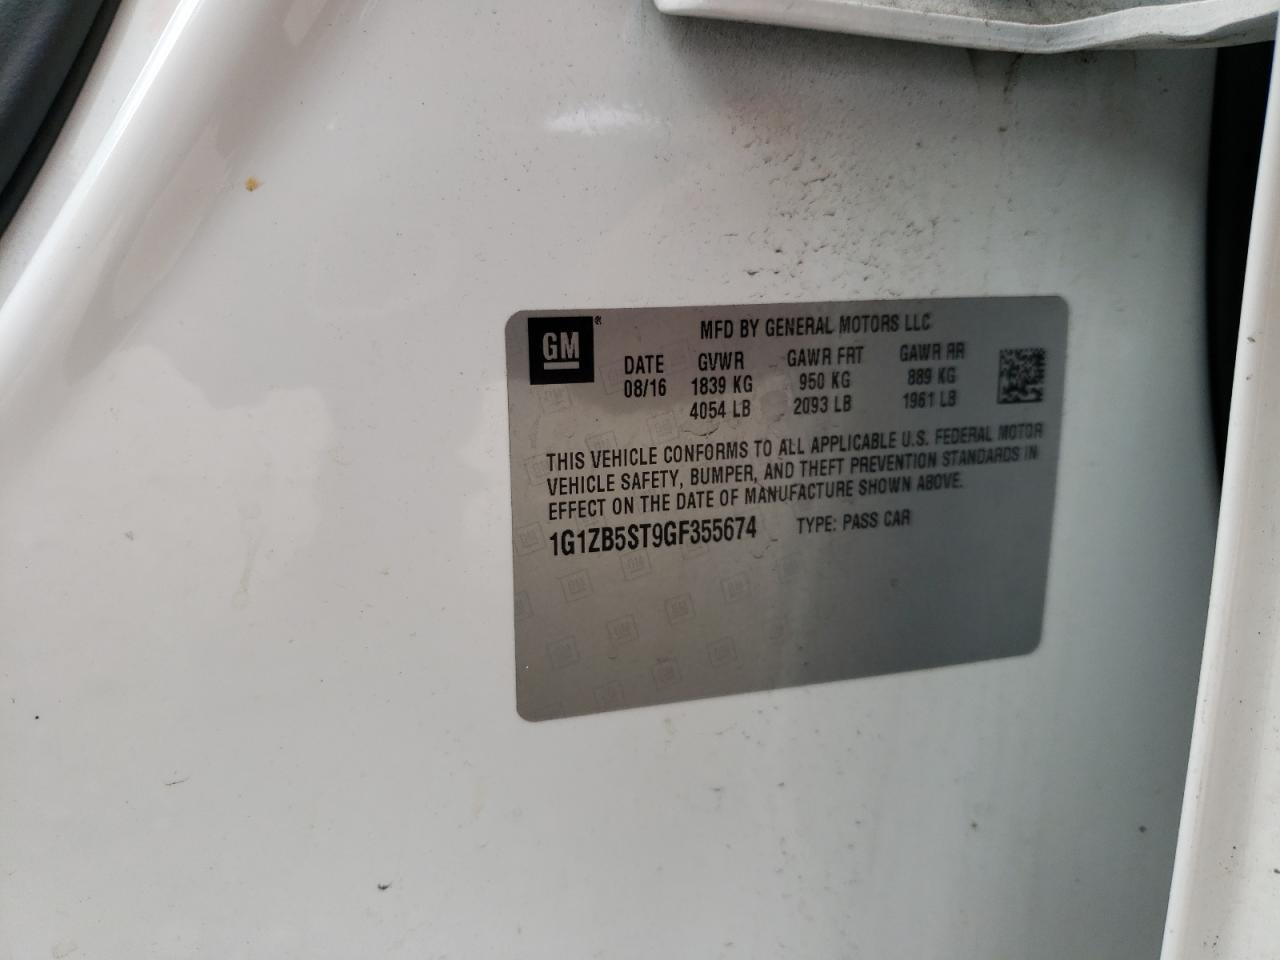 GM®
MFD BY GENERAL MOTORS LLC
DATE GVWR GAWR FRT GAWR RR
08/16 1839 KG 950 KG 889 KG
4054 LB 2093 LB 1961 LB
THIS VEHICLE CONFORMS TO ALL APPLICABLE U.S. FEDERAL MOTOR
VEHICLE SAFETY, BUMPER, AND THEFT PREVENTION STANDARDS IN
EFFECT ON THE DATE OF MANUFACTURE SHOWN ABOVE.
1G1ZB5ST9GF355674 TYPE: PASS CAR